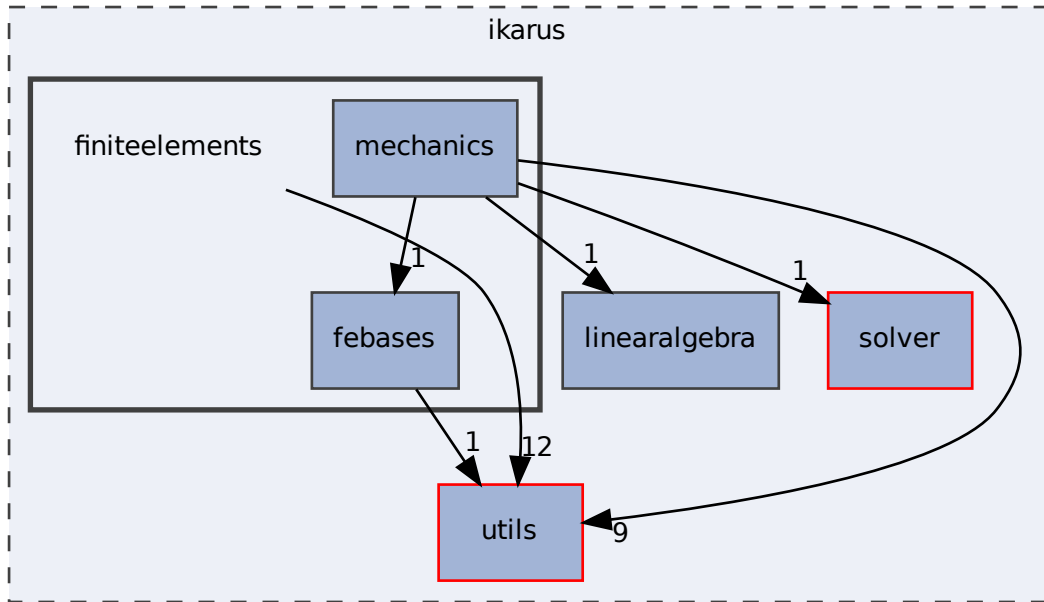 ikarus
finiteelements
mechanics
1
1
1
febases
linearalgebra
solver
1
12
utils
9